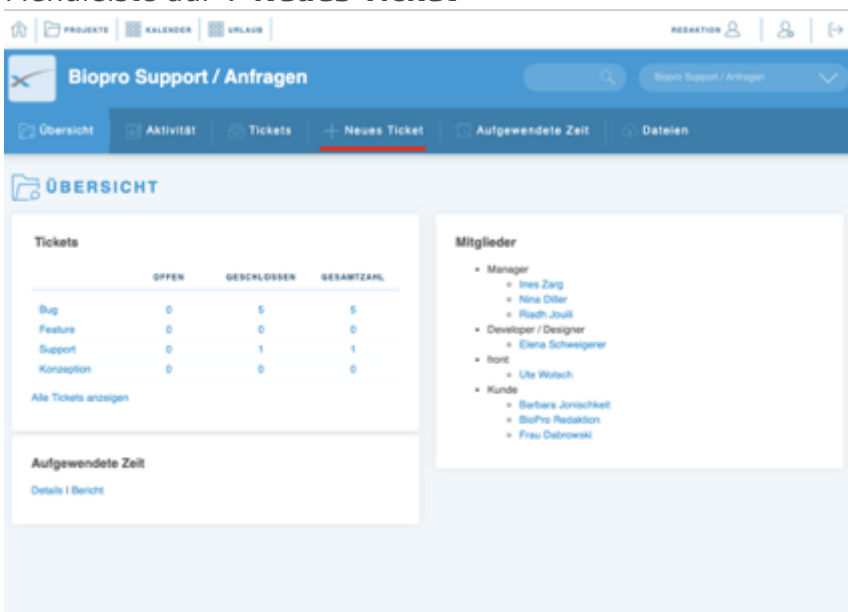 Menüleiste auf + Neues Ticket
PROJEKTE KALENDER URLAUB REDAKTION
Biopro Support / Anfragen Biopro Support / Anfragen
Übersicht Aktivität Tickets + Neues Ticket Aufgewendete Zeit Dateien
ÜBERSICHT
Tickets
OFFEN GESCHLOSSEN GESAMTZAHL
Bug 0 5 5
Feature 0 0 0
Support 0 1 1
Konzeption 0 0 0
Alle Tickets anzeigen
Aufgewendete Zeit
Details | Bericht
Mitglieder
Manager
Ines Zarg
Nina Diller
Riadh Jouili
Developer / Designer
Elena Schweigerer
front
Ute Wotsch
Kunde
Barbara Jonischkeit
BioPro Redaktion
Frau Dabrowski